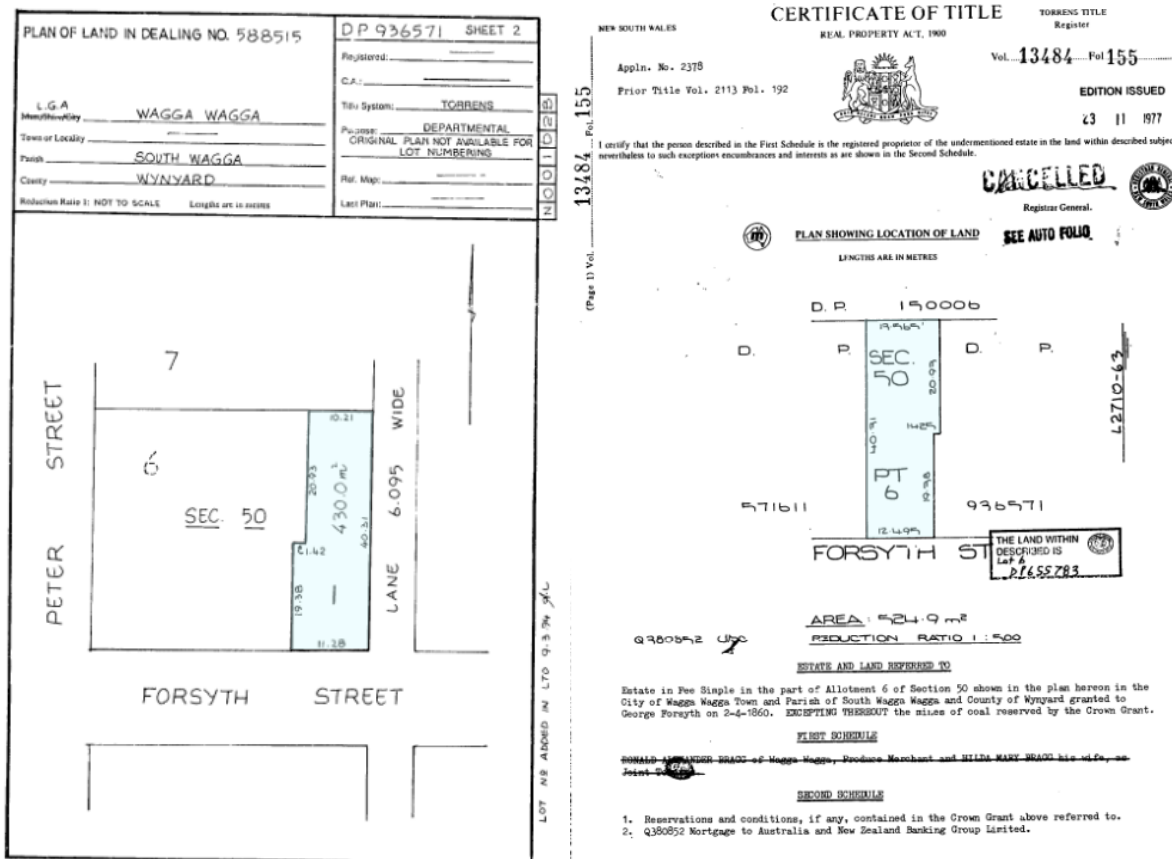 PLAN OF LAND IN DEALING NO. 588515
DP 936571 SHEET 2
Registered:
C.A.:
Title System: TORRENS
Purpose: DEPARTMENTAL
ORIGINAL PLAN NOT AVAILABLE FOR
LOT NUMBERING
Ref. Map:
Last Plan:
L.G.A WAGGA WAGGA
Town or Locality
Parish SOUTH WAGGA
County WYNYARD
Reduction Ratio 1: NOT TO SCALE Lengths are in metres
7
6
SEC. 50
PETER STREET
10.21
20.93
430.0m²
40.31
1.42
19.38
11.28
LANE 6.095 WIDE
FORSYTH STREET
LOT Nº ADDED IN LTO 9.3.94
NEW SOUTH WALES
CERTIFICATE OF TITLE
REAL PROPERTY ACT, 1900
TORRENS TITLE
Register
Vol. 13484 Fol 155
Appln. No. 2378
Prior Title Vol. 2113 Fol. 192
EDITION ISSUED
23 11 1977
(Page 1) Vol. 13484 Fol. 155
I certify that the person described in the First Schedule is the registered proprietor of the undermentioned estate in the land within described subject
nevertheless to such exceptions encumbrances and interests as are shown in the Second Schedule.
CANCELLED
Registrar General.
SEE AUTO FOLIO
PLAN SHOWING LOCATION OF LAND
LENGTHS ARE IN METRES
D. P. 150006
D. P.
SEC.
50
D. P.
20.93
40.31
PT
6
19.38
12.495
571611
936571
L2710-63
FORSYTH ST
THE LAND WITHIN
DESCRIBED IS
Lot 6
DP655783
AREA: 524.9 m²
REDUCTION RATIO 1:500
Q380852
ESTATE AND LAND REFERRED TO
Estate in Fee Simple in the part of Allotment 6 of Section 50 shown in the plan hereon in the
City of Wagga Wagga Town and Parish of South Wagga Wagga and County of Wynyard granted to
George Forsyth on 2-4-1860. EXCEPTING THEREOUT the mines of coal reserved by the Crown Grant.
FIRST SCHEDULE
RONALD ALEXANDER BRAGG of Wagga Wagga, Produce Merchant and HILDA MARY BRAGG his wife, as
Joint
SECOND SCHEDULE
1. Reservations and conditions, if any, contained in the Crown Grant above referred to.
2. Q380852 Mortgage to Australia and New Zealand Banking Group Limited.